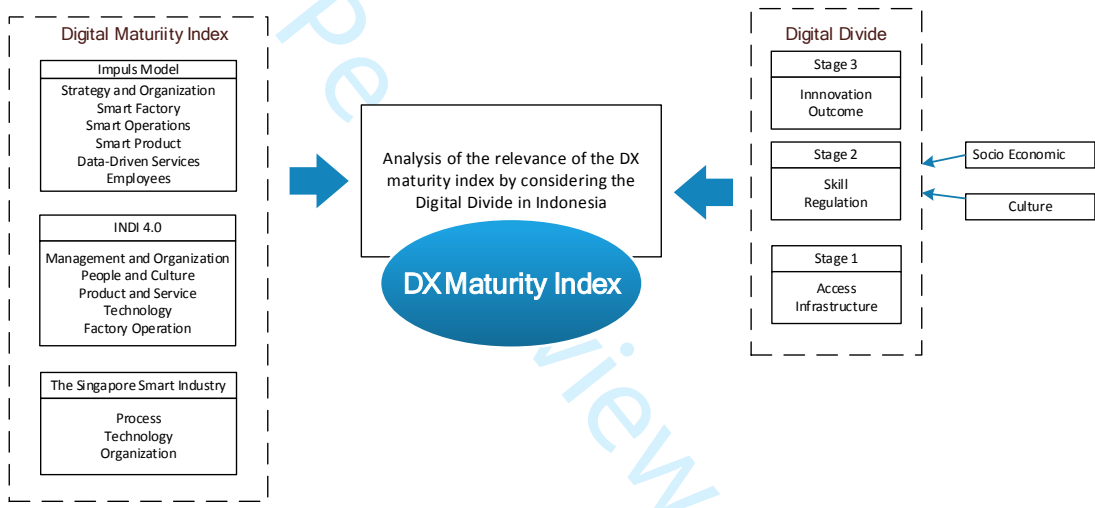 Digital Maturiity Index
Impuls Model
Strategy and Organization
Smart Factory
Smart Operations
Smart Product
Data-Driven Services
Employees
INDI 4.0
Management and Organization
People and Culture
Product and Service
Technology
Factory Operation
The Singapore Smart Industry
Process
Technology
Organization
Analysis of the relevance of the DX
maturity index by considering the
Digital Divide in Indonesia
DX Maturity Index
Digital Divide
Stage 3
Innnovation
Outcome
Stage 2
Skill
Regulation
Stage 1
Access
Infrastructure
Socio Economic
Culture
Pe
view